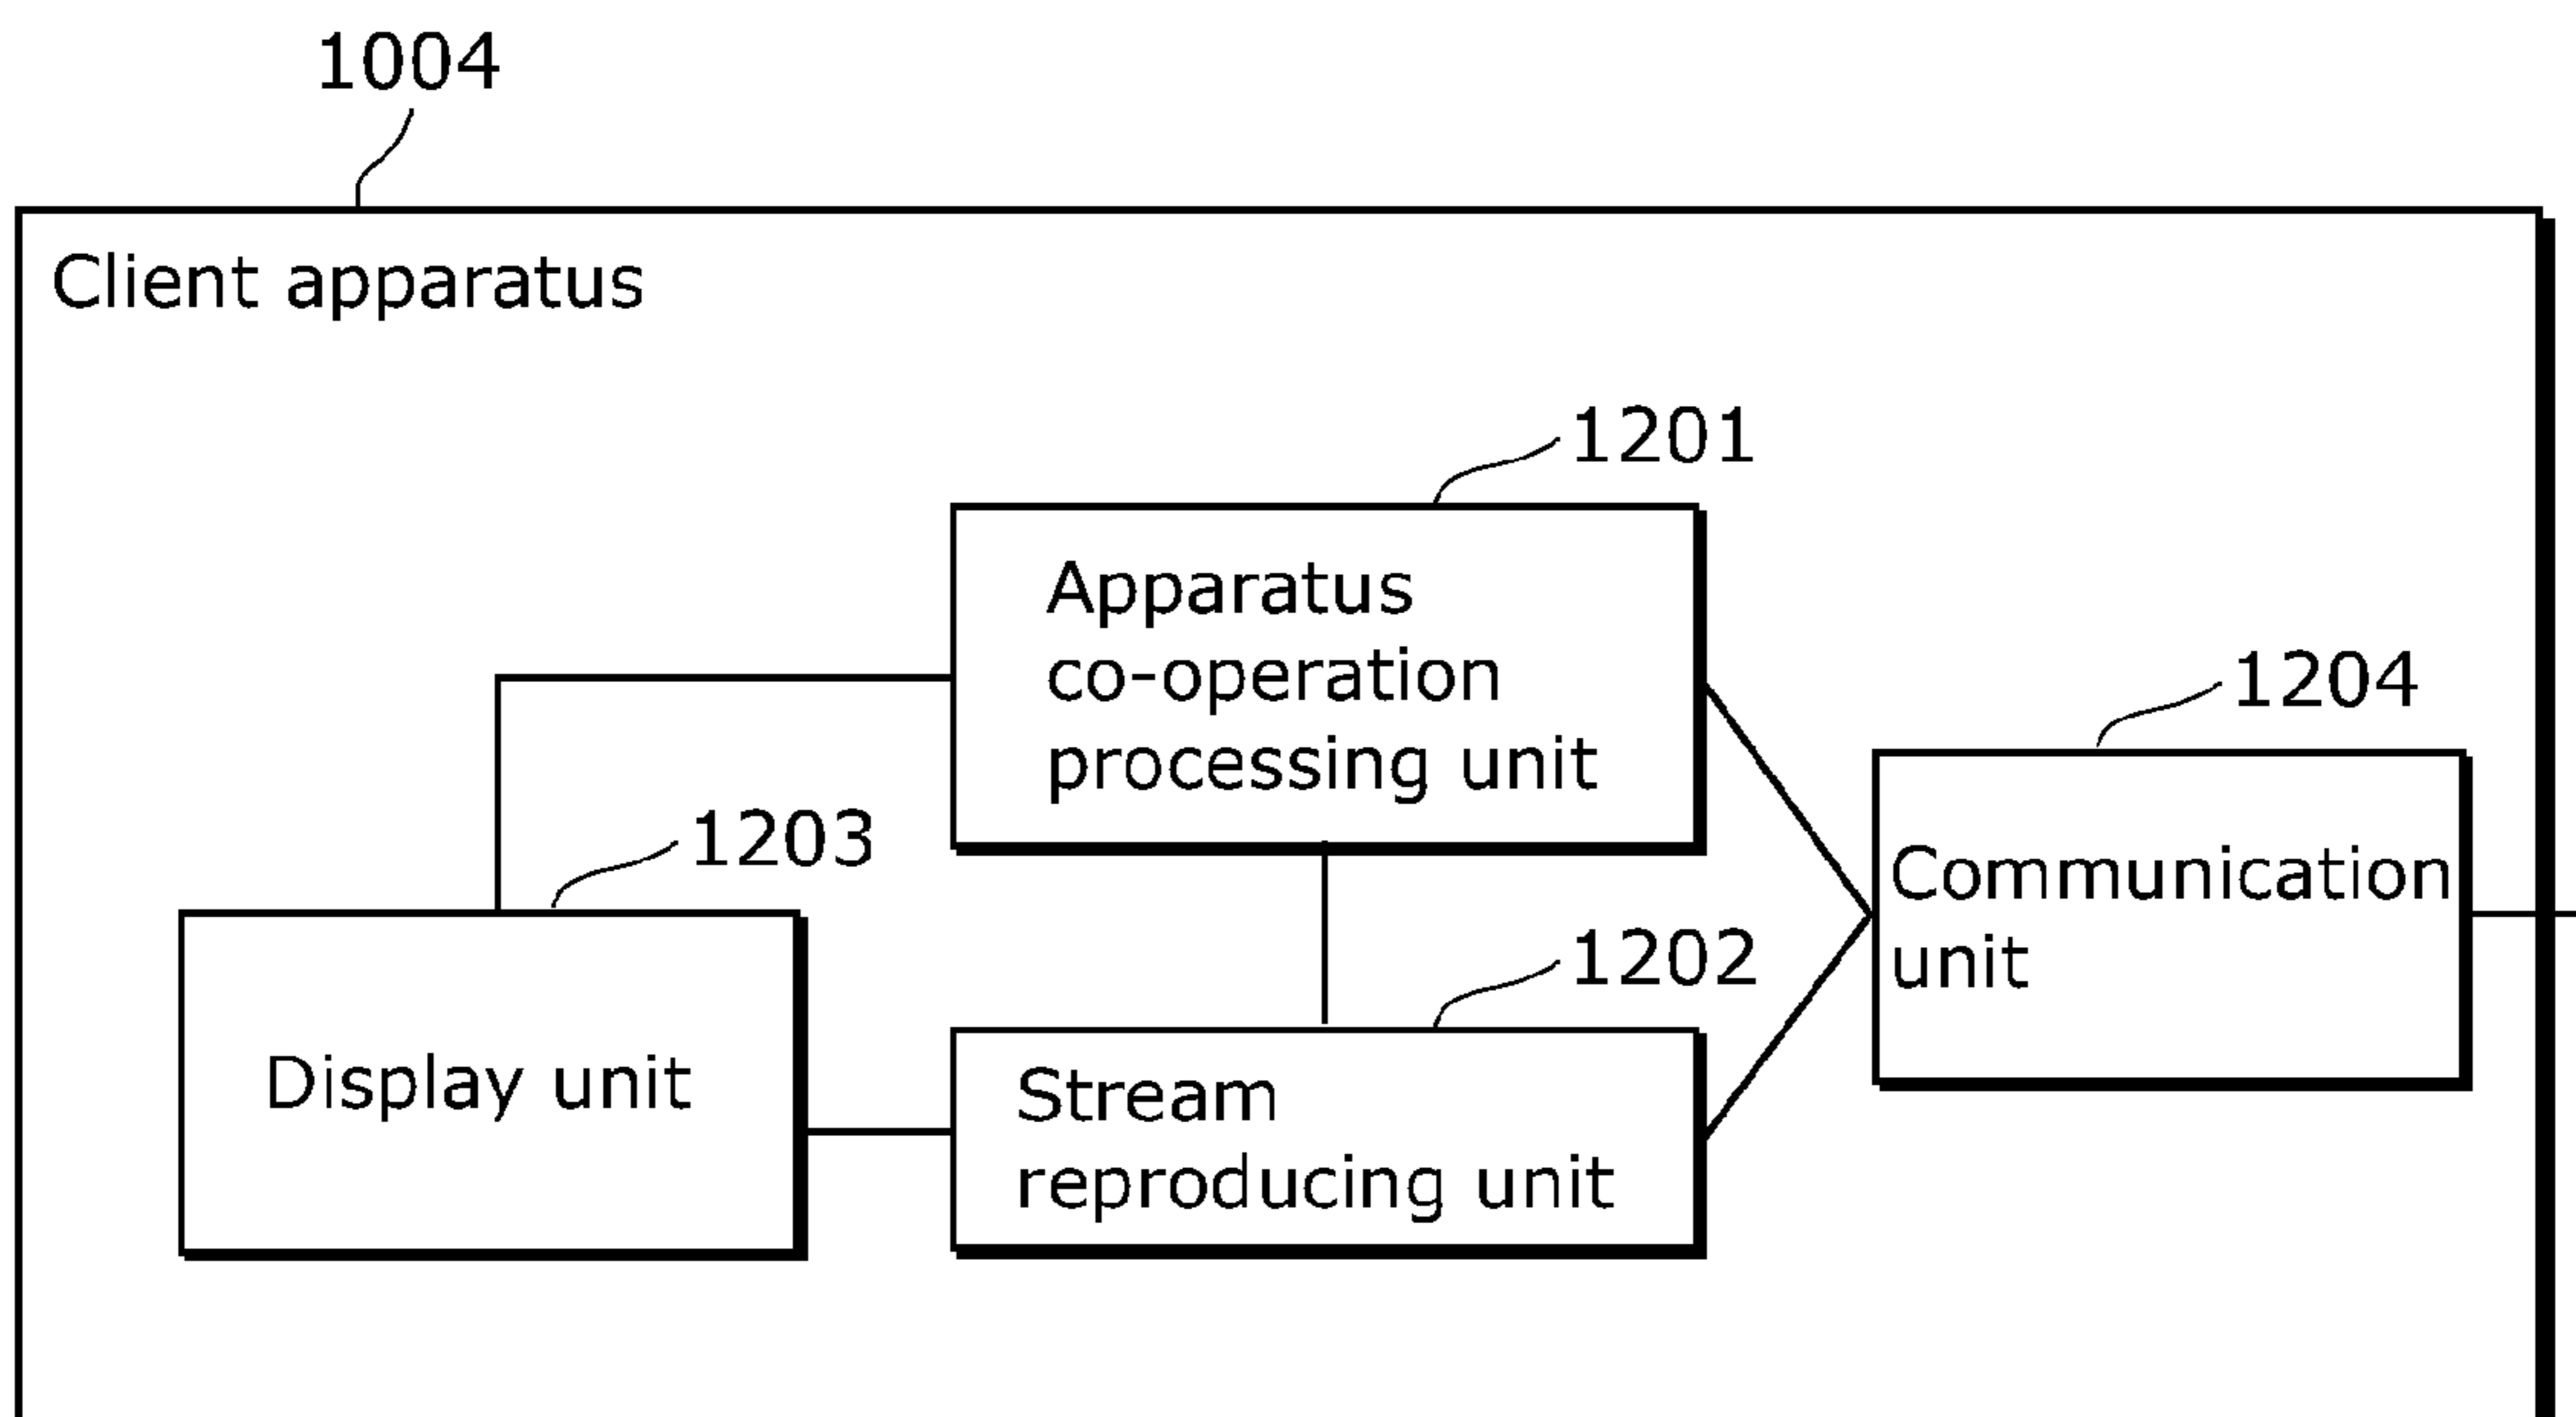 1004
Client apparatus
1201
Apparatus
co-operation
processing unit
1204
Communication
unit
1203
Display unit
1202
Stream
reproducing unit